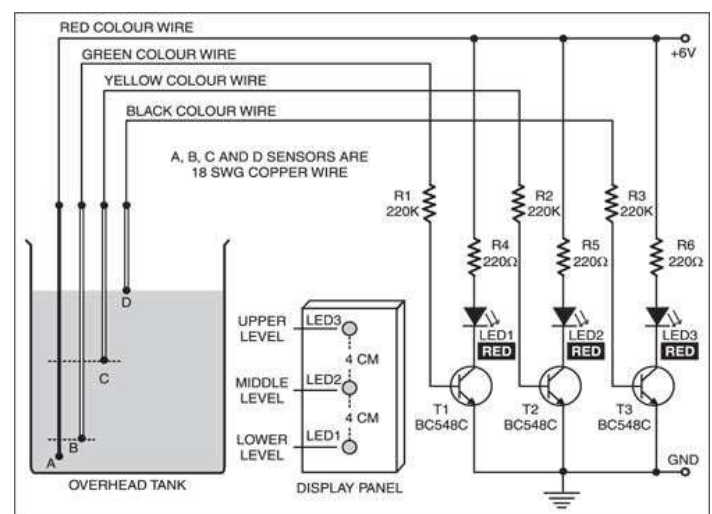 RED COLOUR WIRE
+6V
GREEN COLOUR WIRE
YELLOW COLOUR WIRE
BLACK COLOUR WIRE
A, B, C AND D SENSORS ARE
18 SWG COPPER WIRE
R1
220K
R2
220K
R3
220K
R4
220Ω
R5
220Ω
R6
220Ω
D
C
B
A
OVERHEAD TANK
UPPER
LEVEL
LED3
4 CM
MIDDLE
LEVEL
LED2
4 CM
LOWER
LEVEL
LED1
DISPLAY PANEL
LED1
RED
LED2
RED
LED3
RED
T1
BC548C
T2
BC548C
T3
BC548C
GND